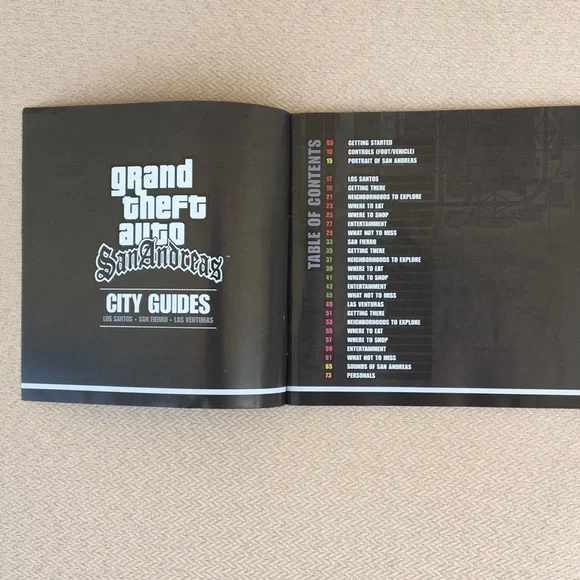 grand
theft
auto
San Andreas™
CITY GUIDES
LOS SANTOS • SAN FIERRO • LAS VENTURAS
TABLE OF CONTENTS
03 GETTING STARTED
10 CONTROLS (FOOT/VEHICLE)
15 PORTRAIT OF SAN ANDREAS
17 LOS SANTOS
19 GETTING THERE
21 NEIGHBORHOODS TO EXPLORE
23 WHERE TO EAT
25 WHERE TO SHOP
27 ENTERTAINMENT
29 WHAT NOT TO MISS
33 SAN FIERRO
35 GETTING THERE
37 NEIGHBORHOODS TO EXPLORE
39 WHERE TO EAT
41 WHERE TO SHOP
43 ENTERTAINMENT
45 WHAT NOT TO MISS
49 LAS VENTURAS
51 GETTING THERE
53 NEIGHBORHOODS TO EXPLORE
55 WHERE TO EAT
57 WHERE TO SHOP
59 ENTERTAINMENT
61 WHAT NOT TO MISS
65 SOUNDS OF SAN ANDREAS
73 PERSONALS